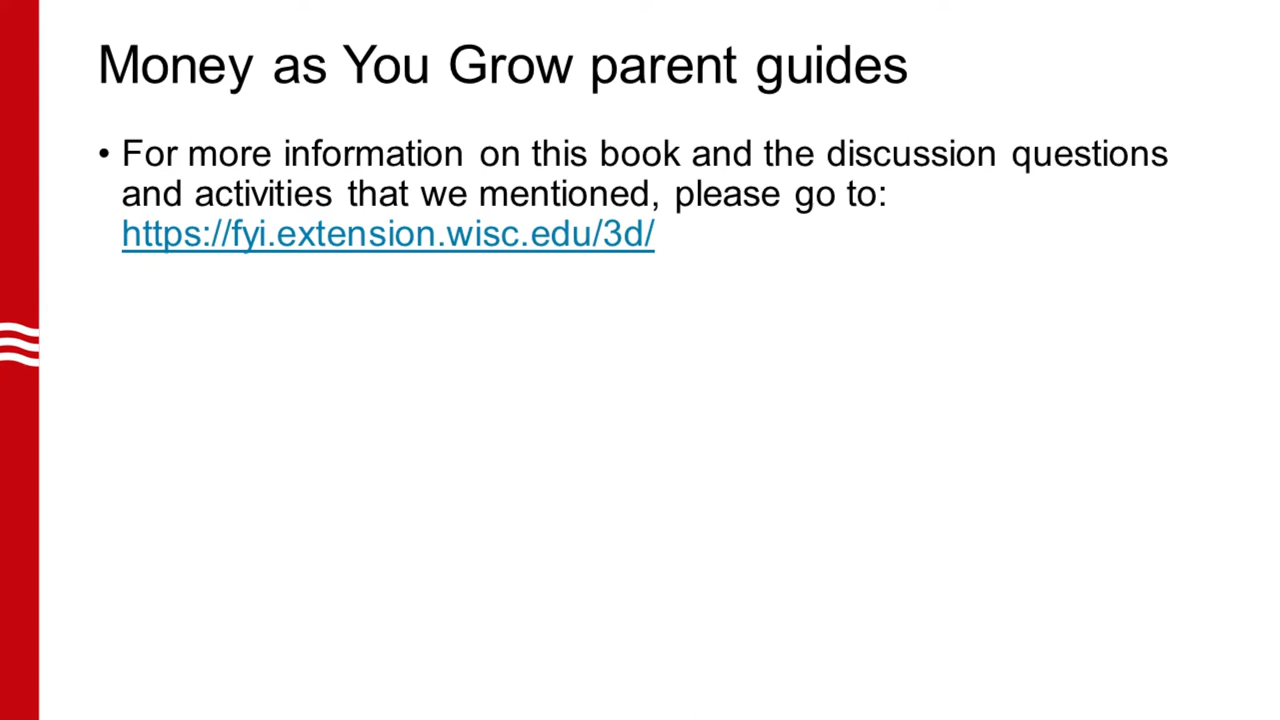 Money as You Grow parent guides
• For more information on this book and the discussion questions
and activities that we mentioned, please go to:
https://fyi.extension.wisc.edu/3d/